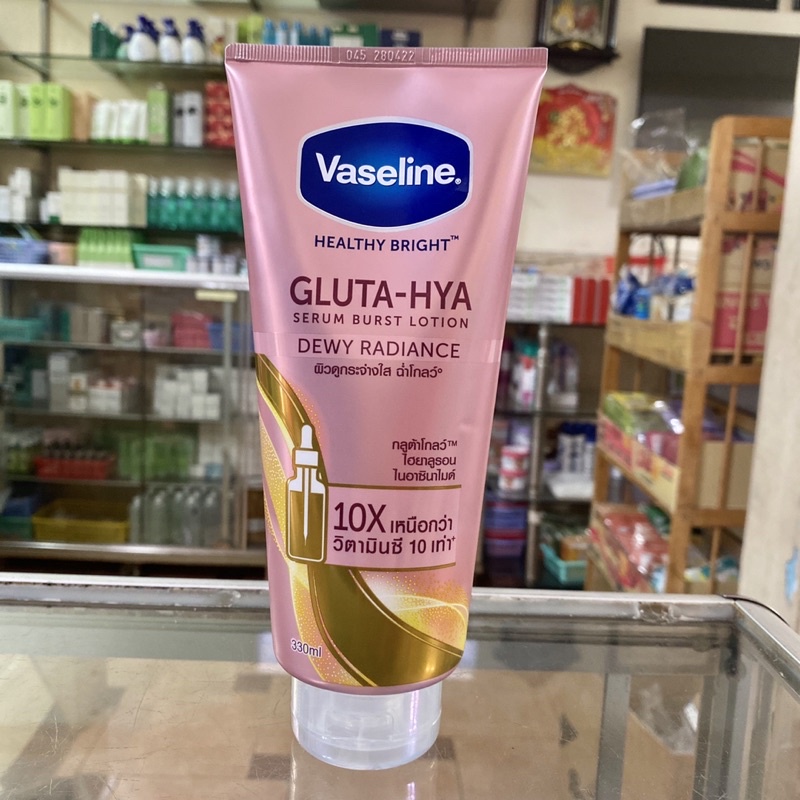 045 280422
Vaseline®
HEALTHY BRIGHT™
GLUTA-HYA
SERUM BURST LOTION
DEWY RADIANCE
ผิวดูกระจ่างใส ฉ่ำโกลว์°
กลูต้าโกลว์™
ไฮยาลูรอน
ไนอาซินาไมด์
10X เหนือกว่า
วิตามินซี 10 เท่า⁺
330ml